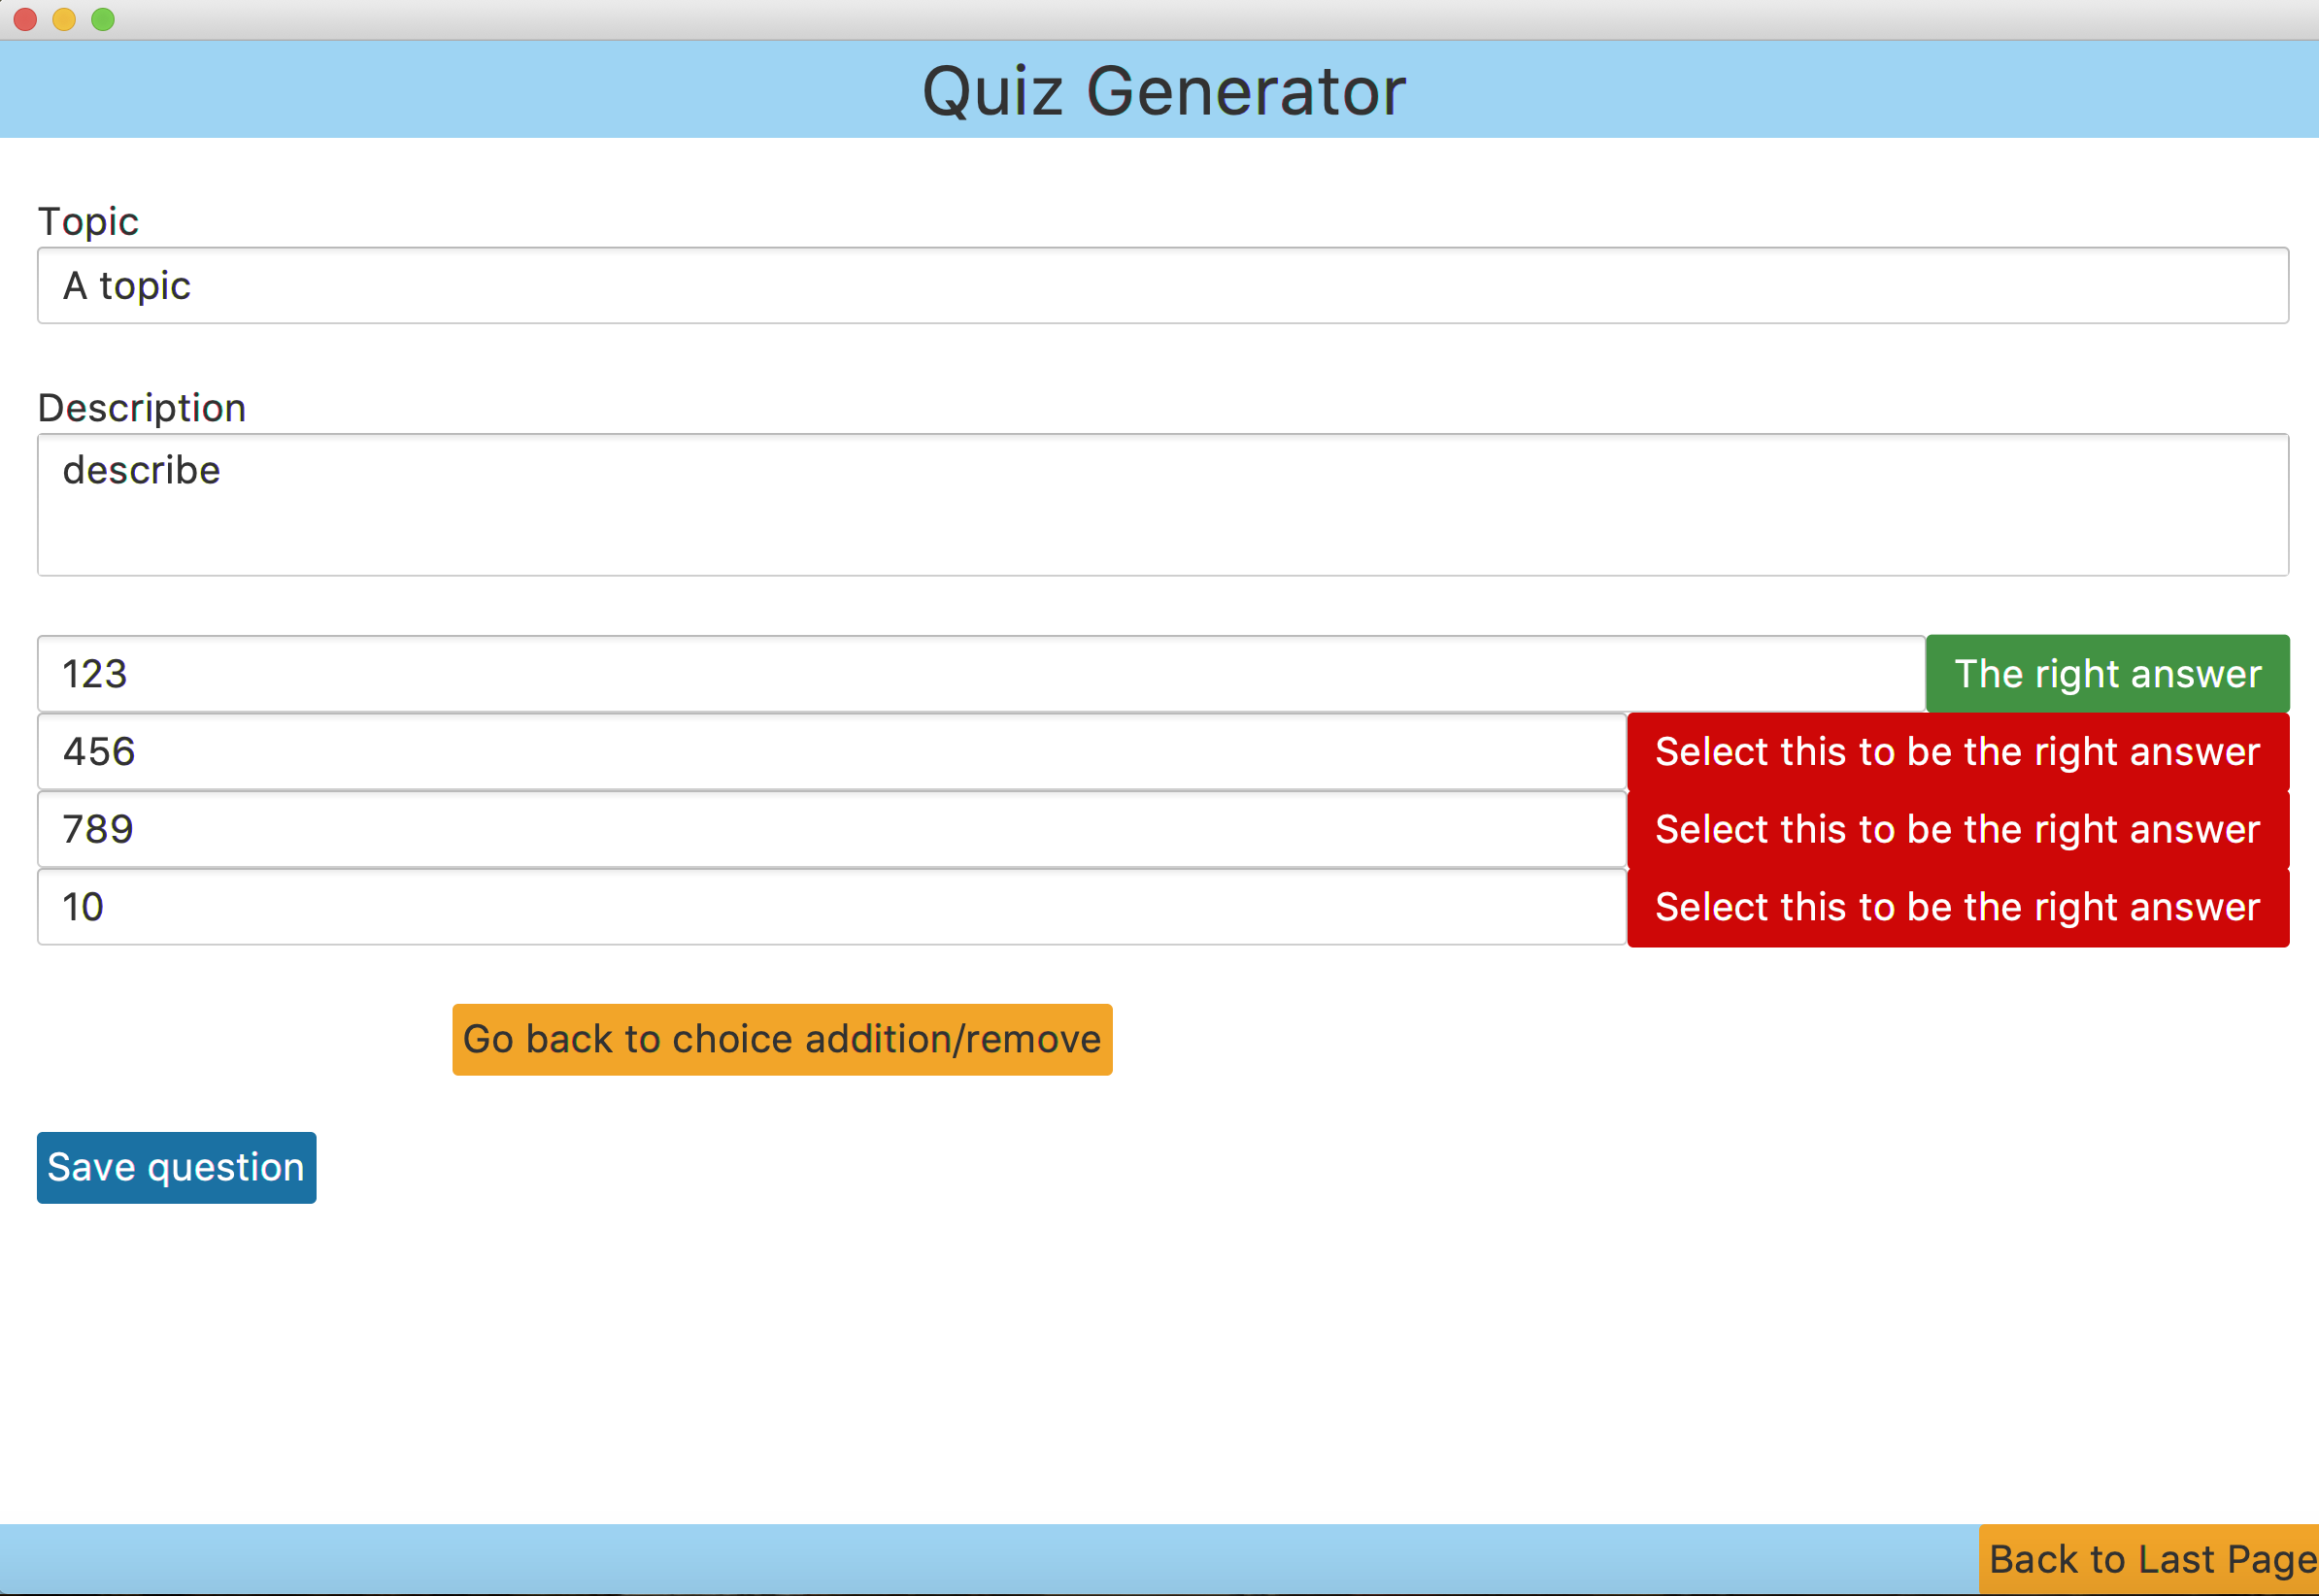 Quiz Generator
Topic
A topic
Description
describe
123 The right answer
456 Select this to be the right answer
789 Select this to be the right answer
10 Select this to be the right answer
Go back to choice addition/remove
Save question
Back to Last Page